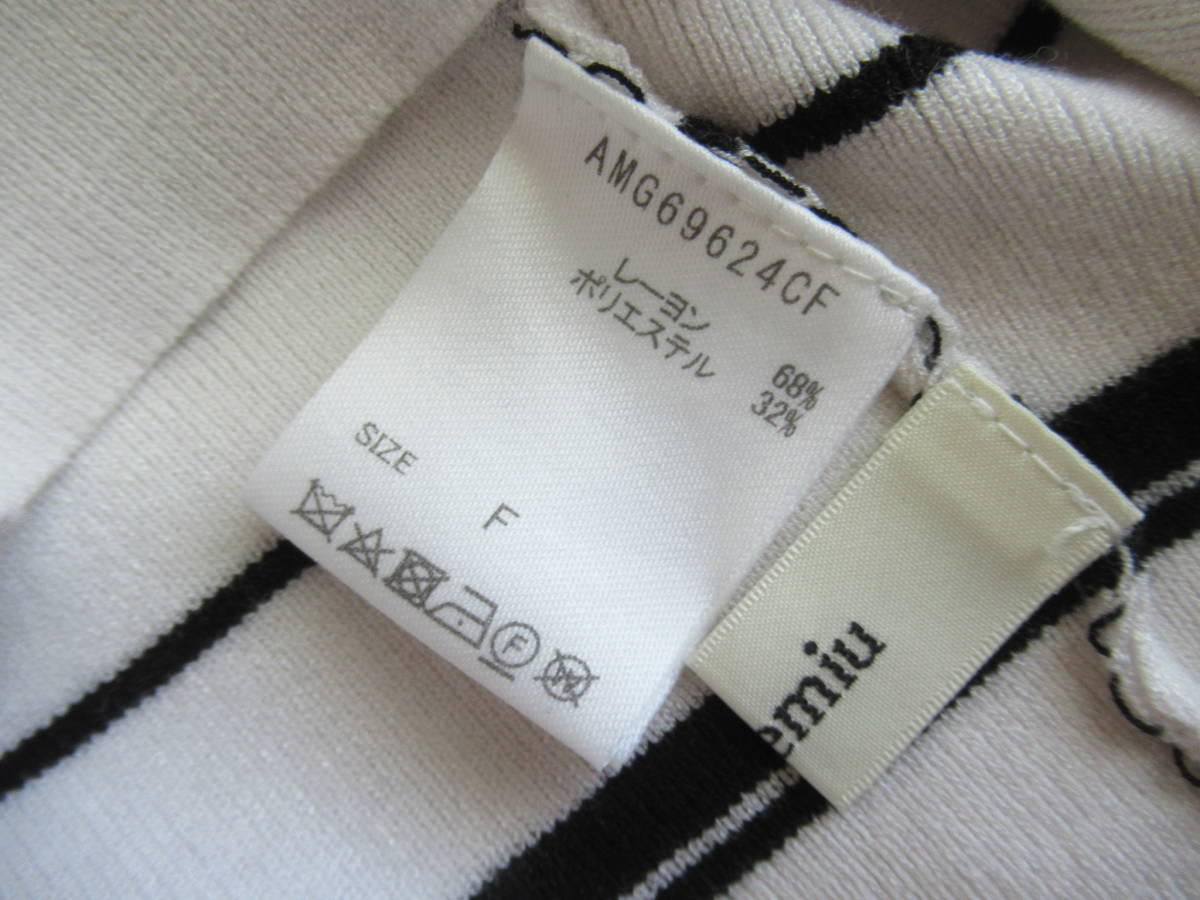 AMG69624CF
レーヨン 68%
ポリエステル 32%
SIZE
F
F
W
emiu